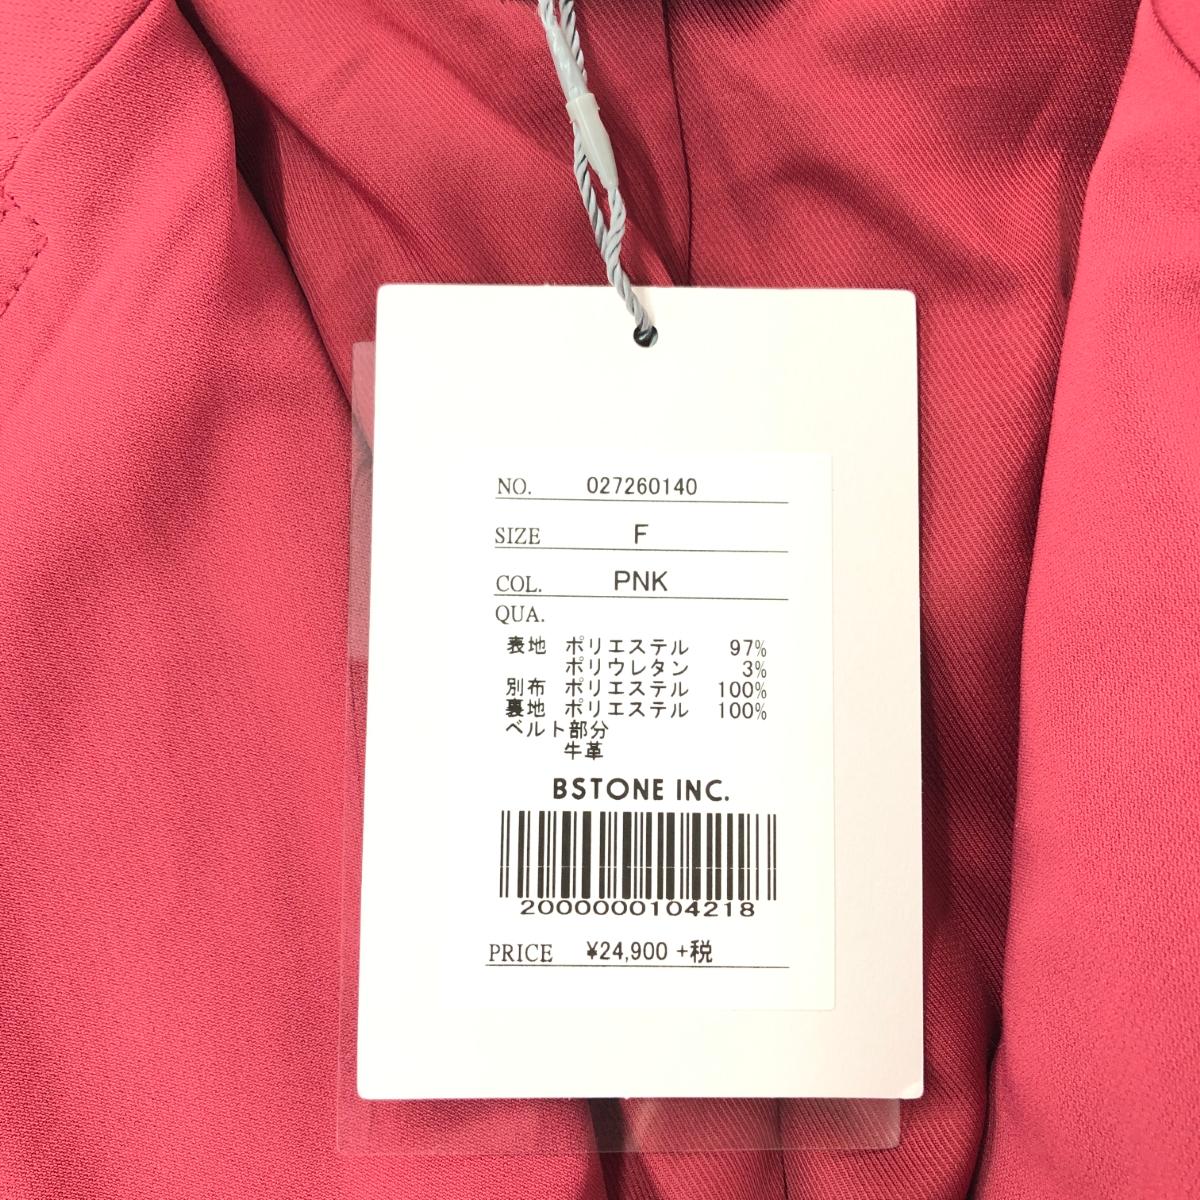 NO. 027260140
SIZE F
COL. PNK
QUA.
表地 ポリエステル 97%
ポリウレタン 3%
別布 ポリエステル 100%
裏地 ポリエステル 100%
ベルト部分
牛革
BSTONE INC.
2000000104218
PRICE ¥24,900 +税